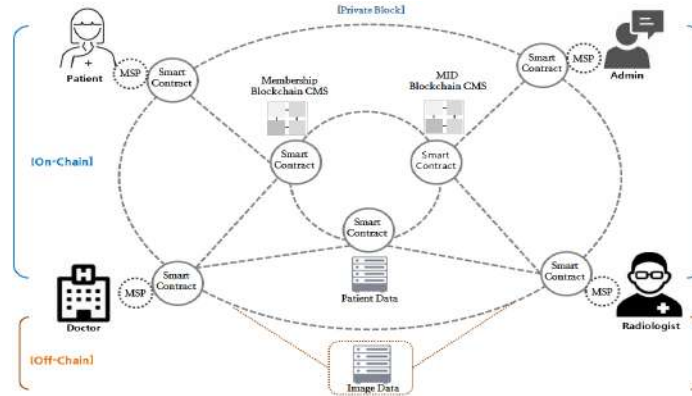 [Private Block]
Patient
MSP
Smart
Contract
Smart
Contract
MSP
Admin
Membership
Blockchain CMS
MID
Blockchain CMS
[On-Chain]
Smart
Contract
Smart
Contract
Smart
Contract
Doctor
MSP
Smart
Contract
Patient Data
Smart
Contract
MSP
Radiologist
[Off-Chain]
Image Data